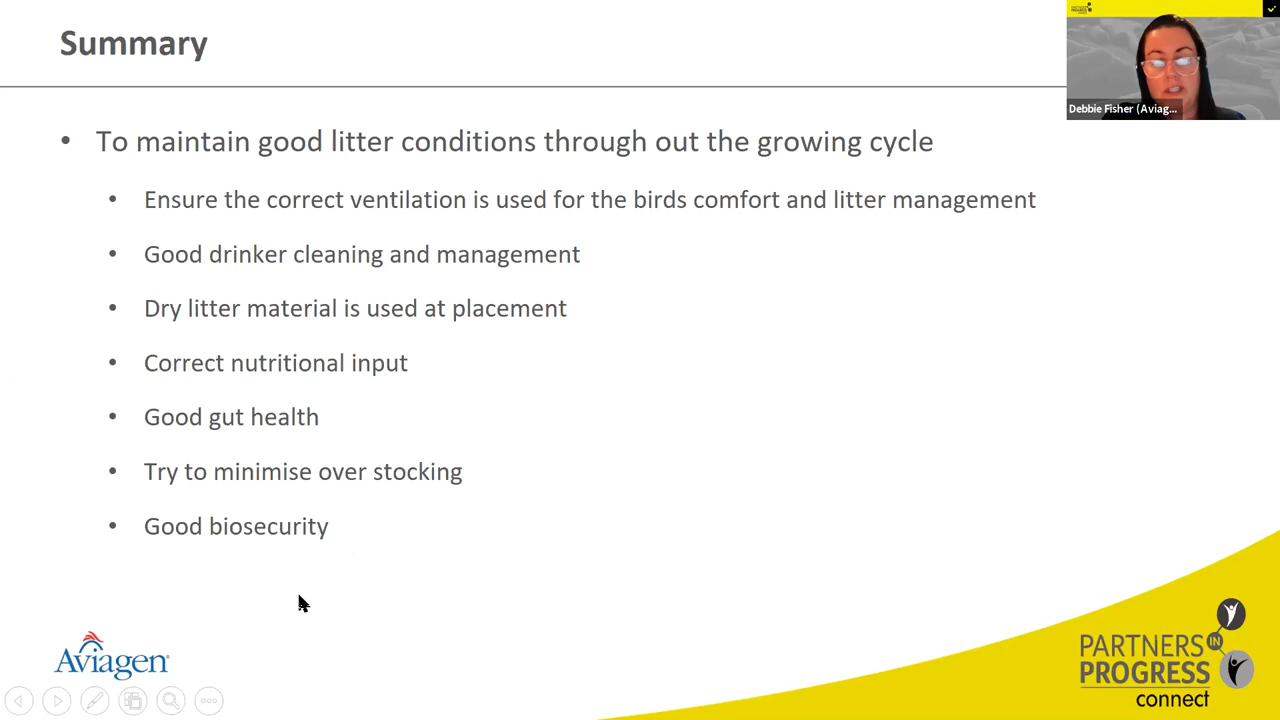 Summary
Debbie Fisher (Aviag...
• To maintain good litter conditions through out the growing cycle
• Ensure the correct ventilation is used for the birds comfort and litter management
• Good drinker cleaning and management
• Dry litter material is used at placement
• Correct nutritional input
• Good gut health
• Try to minimise over stocking
• Good biosecurity
Aviagen
PARTNERS IN
PROGRESS
connect